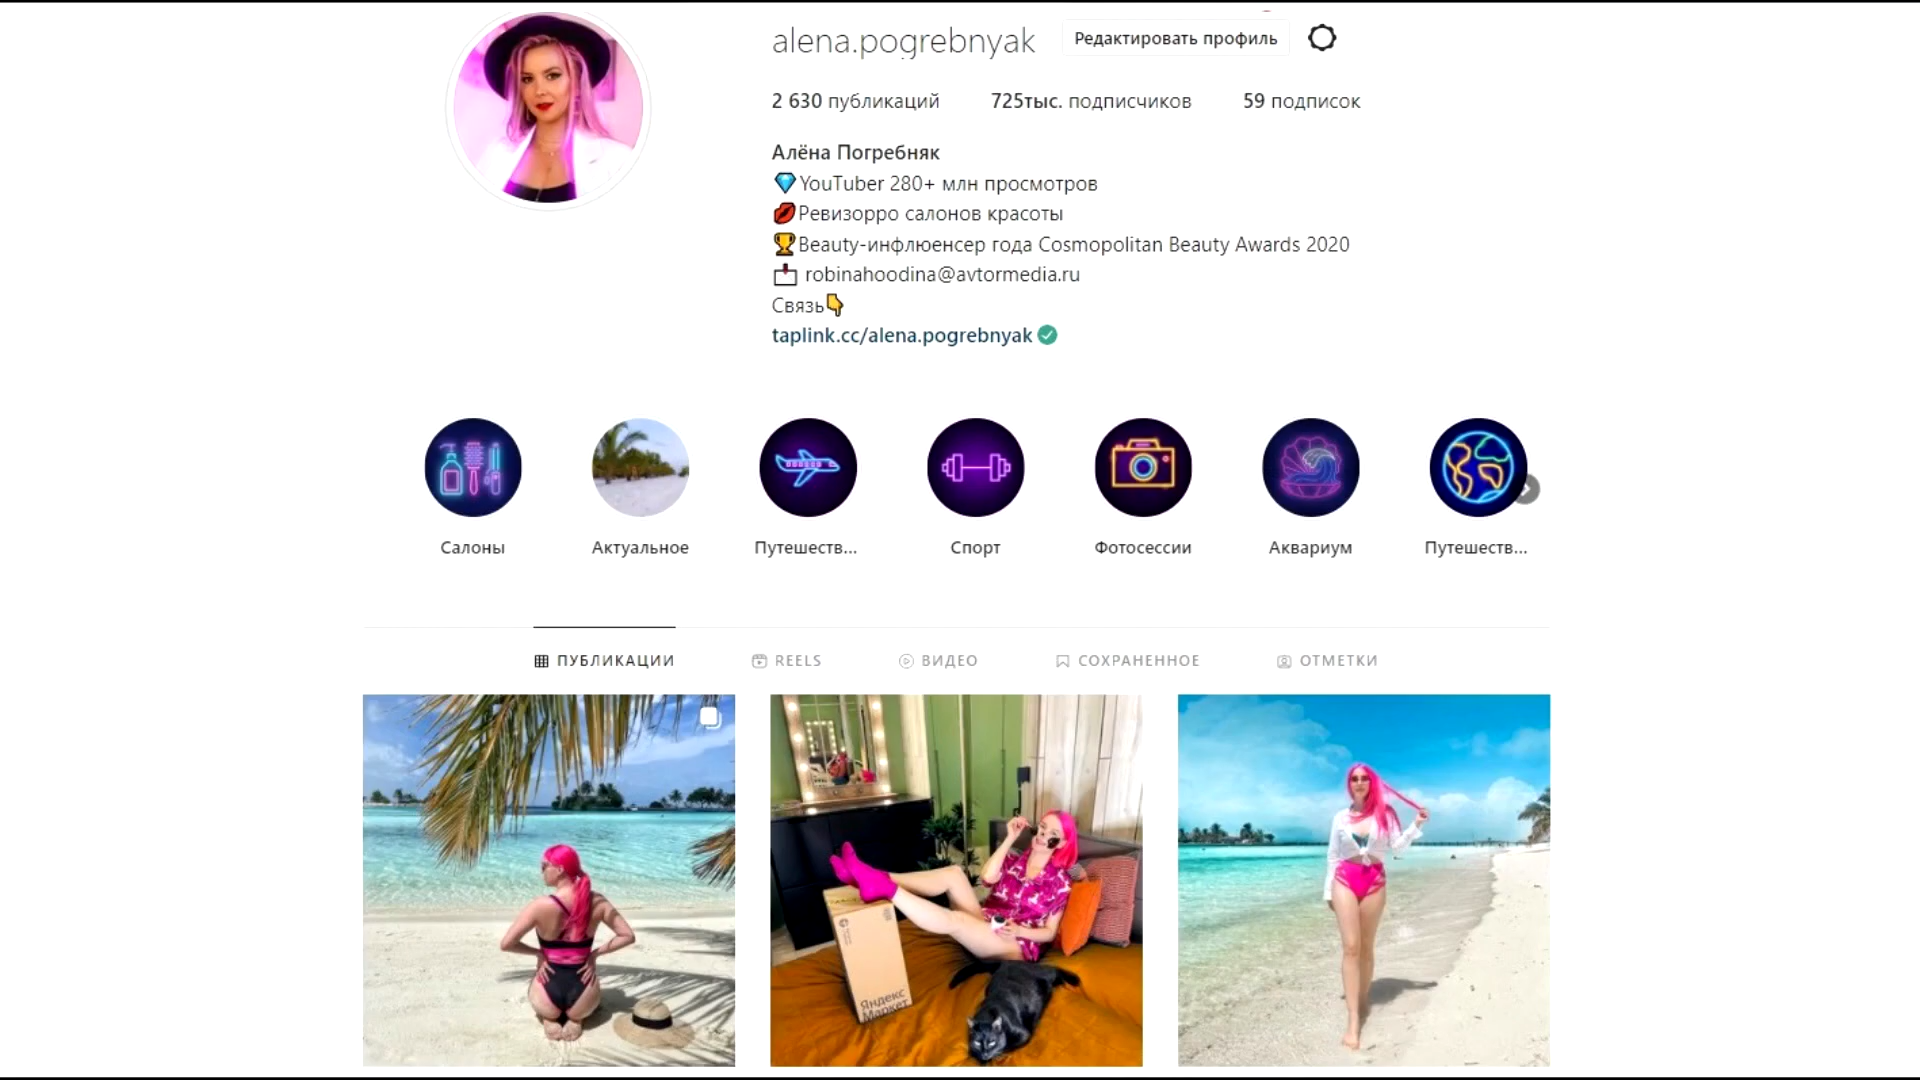 alena.pogrebnyak
Редактировать профиль
2 630 публикаций 725тыс. подписчиков 59 подписок
Алёна Погребняк
💎YouTuber 280+ млн просмотров
💋Ревизорро салонов красоты
🏆Beauty-инфлюенсер года Cosmopolitan Beauty Awards 2020
📩 robinahoodina@avtormedia.ru
Связь👇
taplink.cc/alena.pogrebnyak
Салоны
Актуальное
Путешеств...
Спорт
Фотосессии
Аквариум
Путешеств...
ПУБЛИКАЦИИ
REELS
ВИДЕО
СОХРАНЕННОЕ
ОТМЕТКИ
Яндекс
Маркет